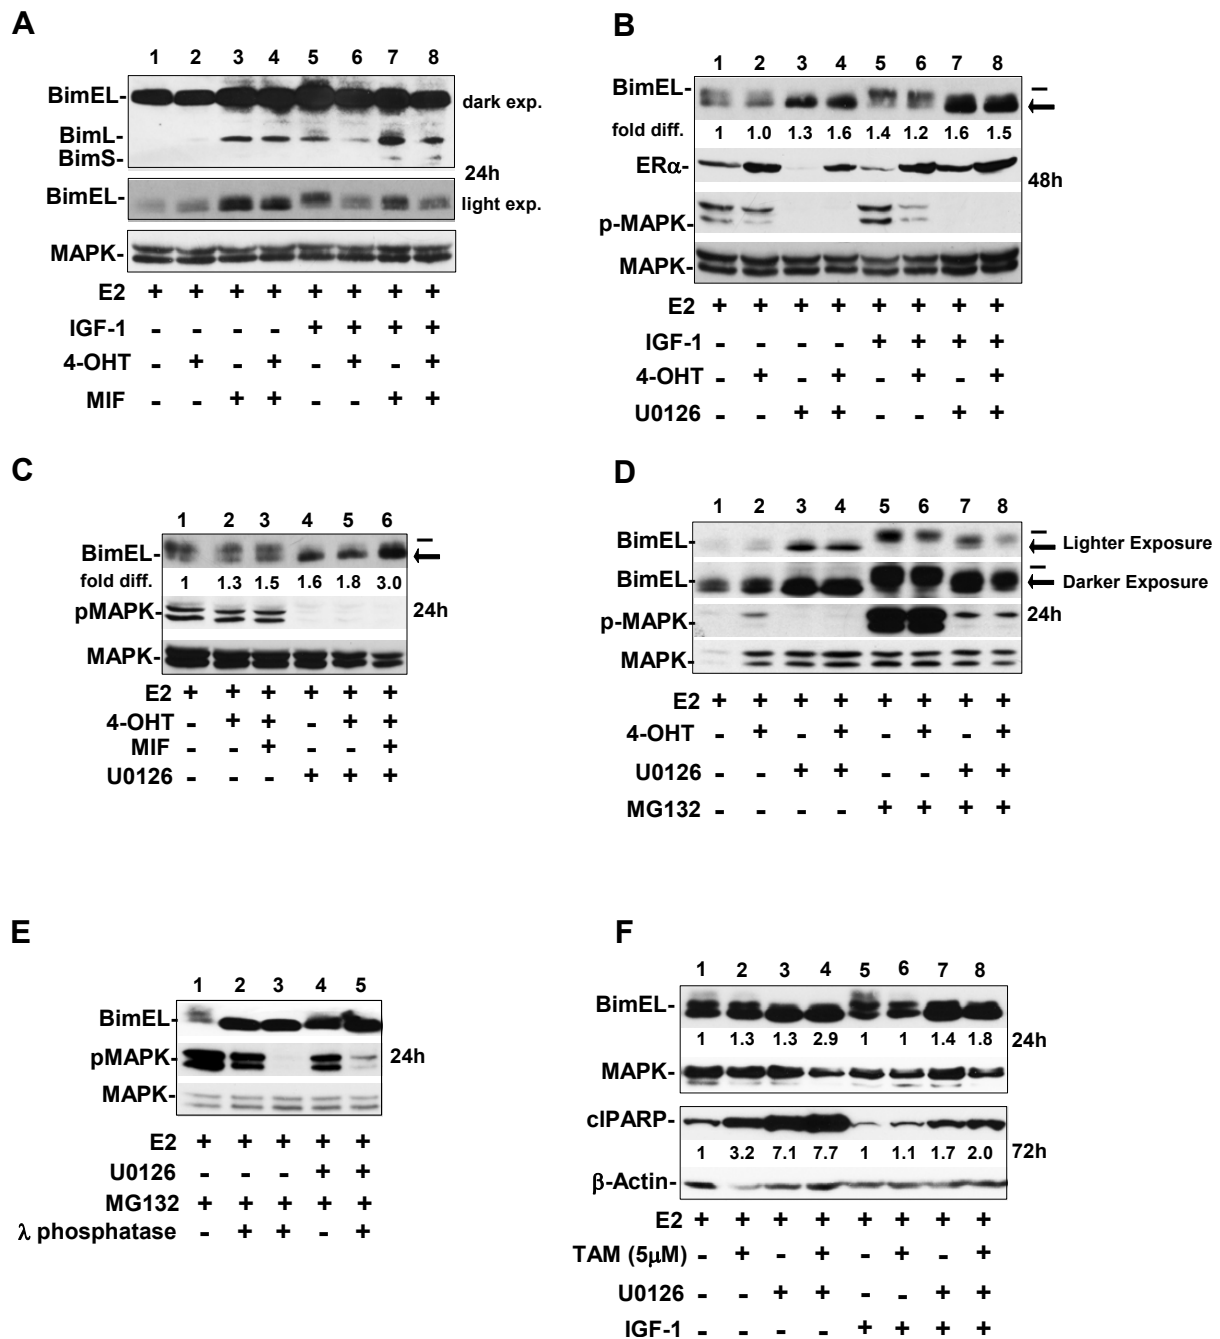 A
1 2 3 4 5 6 7 8
BimEL-
dark exp.
BimL-
BimS-
24h
BimEL-
light exp.
MAPK-
E2 + + + + + + + +
IGF-1 - - - - + + + +
4-OHT - + - + - + - +
MIF - - + + - - + +
B
1 2 3 4 5 6 7 8
BimEL-
fold diff. 1 1.0 1.3 1.6 1.4 1.2 1.6 1.5
ERα-
48h
p-MAPK-
MAPK-
E2 + + + + + + + +
IGF-1 - - - - + + + +
4-OHT - + - + - + - +
U0126 - - + + - - + +
C
1 2 3 4 5 6
BimEL-
fold diff. 1 1.3 1.5 1.6 1.8 3.0
pMAPK-
24h
MAPK-
E2 + + + + + +
4-OHT - + + - + +
MIF - - + - - +
U0126 - - - + + +
D
1 2 3 4 5 6 7 8
BimEL-
Lighter Exposure
BimEL-
Darker Exposure
p-MAPK-
24h
MAPK-
E2 + + + + + + + +
4-OHT - + - + - + - +
U0126 - - + + - - + +
MG132 - - - - + + + +
E
1 2 3 4 5
BimEL-
pMAPK-
24h
MAPK-
E2 + + + + +
U0126 - - - + +
MG132 + + + + +
λ phosphatase - + + - +
F
1 2 3 4 5 6 7 8
BimEL-
1 1.3 1.3 2.9 1 1 1.4 1.8 24h
MAPK-
clPARP-
1 3.2 7.1 7.7 1 1.1 1.7 2.0 72h
β-Actin-
E2 + + + + + + + +
TAM (5µM) - + - + - + - +
U0126 - - + + - - + +
IGF-1 - - - - + + + +